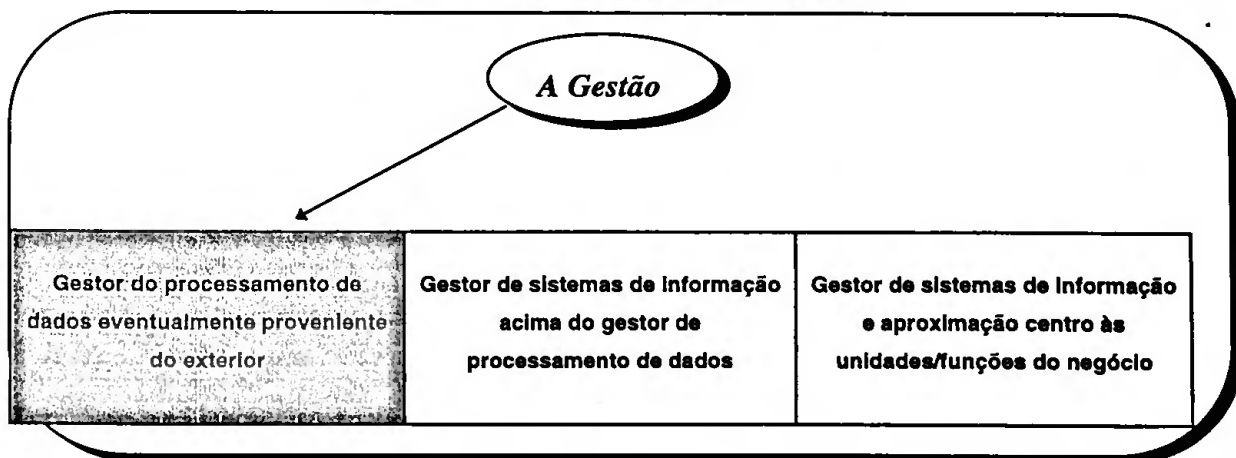 A Gestão
Gestor do processamento de
dados eventualmente proveniente
do exterior
Gestor de sistemas de Informação
acima do gestor de
processamento de dados
Gestor de sistemas de Informação
e aproximação centro às
unidades/funções do negócio